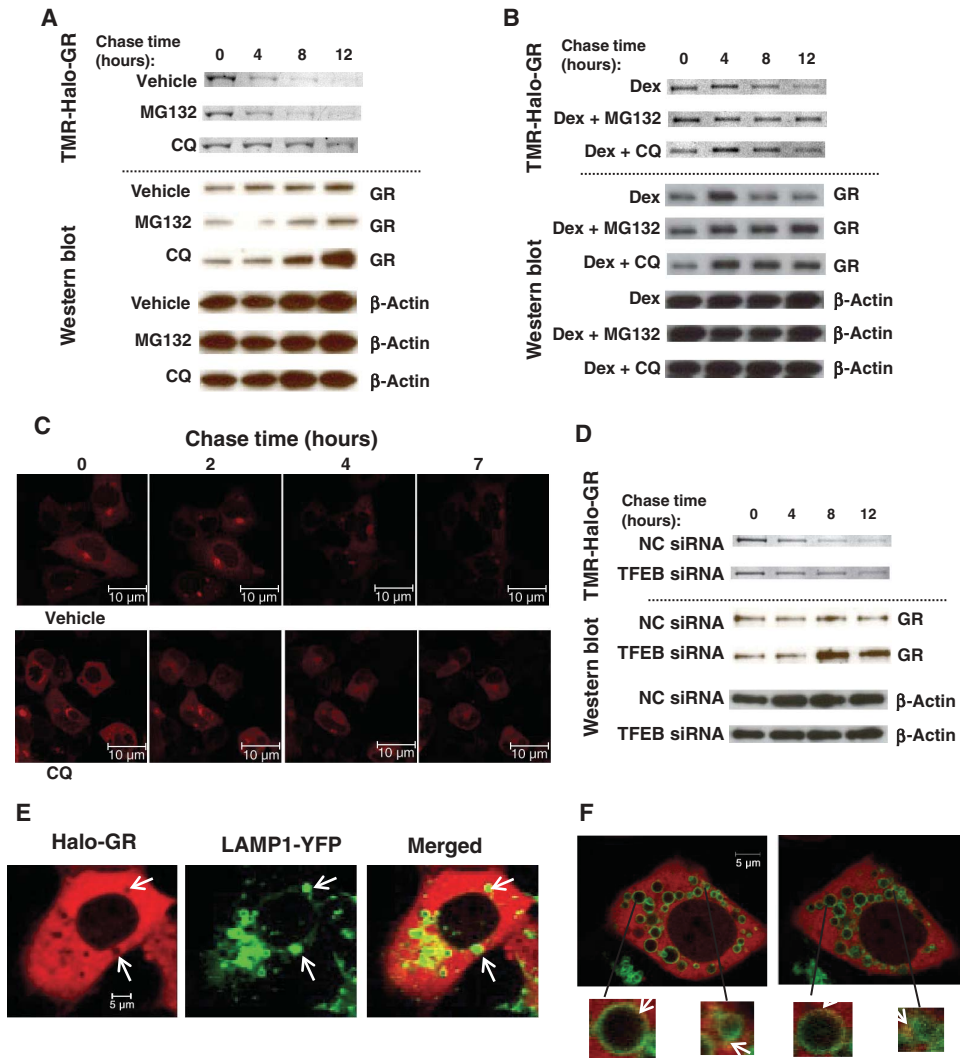 A
Chase time
(hours):
0 4 8 12
TMR-Halo-GR
Vehicle
MG132
CQ
Western blot
Vehicle GR
MG132 GR
CQ GR
Vehicle β-Actin
MG132 β-Actin
CQ β-Actin
B
Chase time
(hours):
0 4 8 12
TMR-Halo-GR
Dex
Dex + MG132
Dex + CQ
Western blot
Dex GR
Dex + MG132 GR
Dex + CQ GR
Dex β-Actin
Dex + MG132 β-Actin
Dex + CQ β-Actin
C
Chase time (hours)
0 2 4 7
10 µm 10 µm 10 µm 10 µm
Vehicle
10 µm 10 µm 10 µm 10 µm
CQ
D
Chase time
(hours):
0 4 8 12
TMR-Halo-GR
NC siRNA
TFEB siRNA
Western blot
NC siRNA GR
TFEB siRNA GR
NC siRNA β-Actin
TFEB siRNA β-Actin
E
Halo-GR LAMP1-YFP Merged
5 µm
F
5 µm